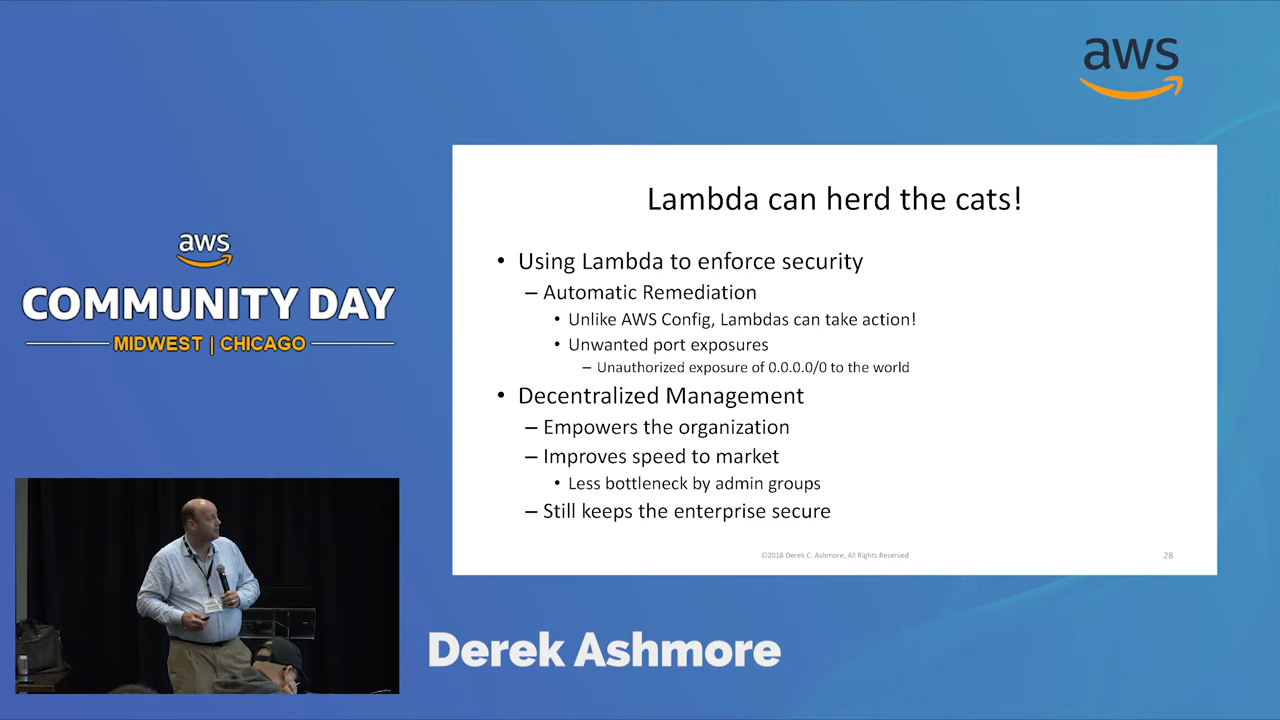 aws
aws
COMMUNITY DAY
MIDWEST | CHICAGO
Lambda can herd the cats!
• Using Lambda to enforce security
– Automatic Remediation
• Unlike AWS Config, Lambdas can take action!
• Unwanted port exposures
– Unauthorized exposure of 0.0.0.0/0 to the world
• Decentralized Management
– Empowers the organization
– Improves speed to market
• Less bottleneck by admin groups
– Still keeps the enterprise secure
©2018 Derek C. Ashmore, All Rights Reserved
28
Derek Ashmore